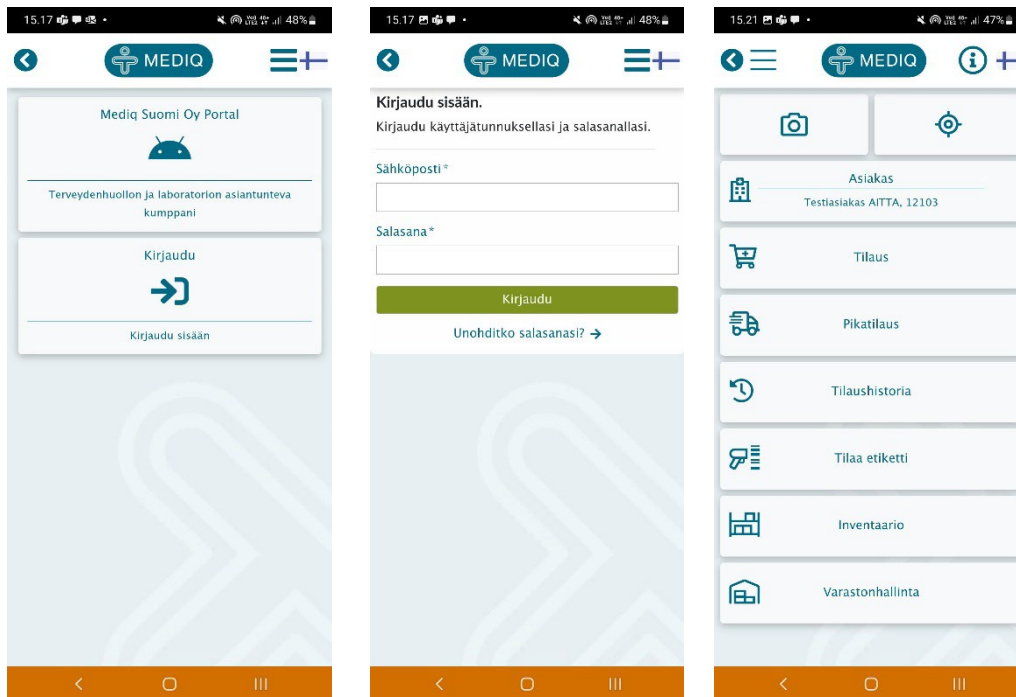 15.17
48%
MEDIQ
Mediq Suomi Oy Portal
Terveydenhuollon ja laboratorion asiantunteva
kumppani
Kirjaudu
Kirjaudu sisään
15.17
48%
MEDIQ
Kirjaudu sisään.
Kirjaudu käyttäjätunnuksellasi ja salasanallasi.
Sähköposti*
Salasana*
Kirjaudu
Unohditko salasanasi? →
15.21
47%
MEDIQ
Asiakas
Testiasiakas AITTA, 12103
Tilaus
Pikatilaus
Tilaushistoria
Tilaa etiketti
Inventaario
Varastonhallinta